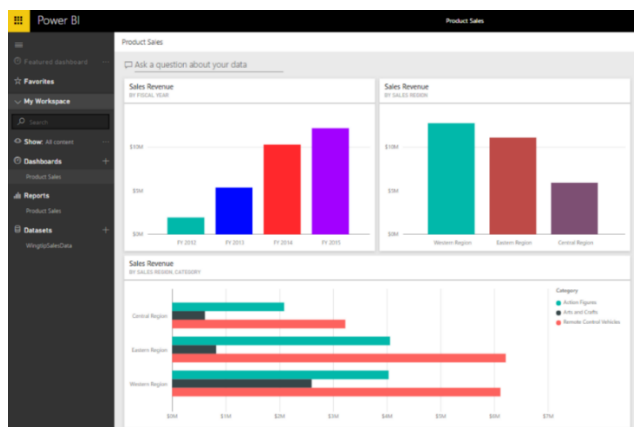 Power BI
Product Sales
Product Sales
Featured dashboard
Ask a question about your data
Favorites
My Workspace
Search
Show: All content
Dashboards
Product Sales
Reports
Product Sales
Datasets
WingtipSalesData
Sales Revenue
BY FISCAL YEAR
$10M
$5M
$0M
FY 2012
FY 2013
FY 2014
FY 2015
Sales Revenue
BY SALES REGION
$10M
$5M
$0M
Western Region
Eastern Region
Central Region
Sales Revenue
BY SALES REGION, CATEGORY
Central Region
Eastern Region
Western Region
$0M
$1M
$2M
$3M
$4M
$5M
$6M
$7M
Category
Action Figures
Arts and Crafts
Remote Control Vehicles